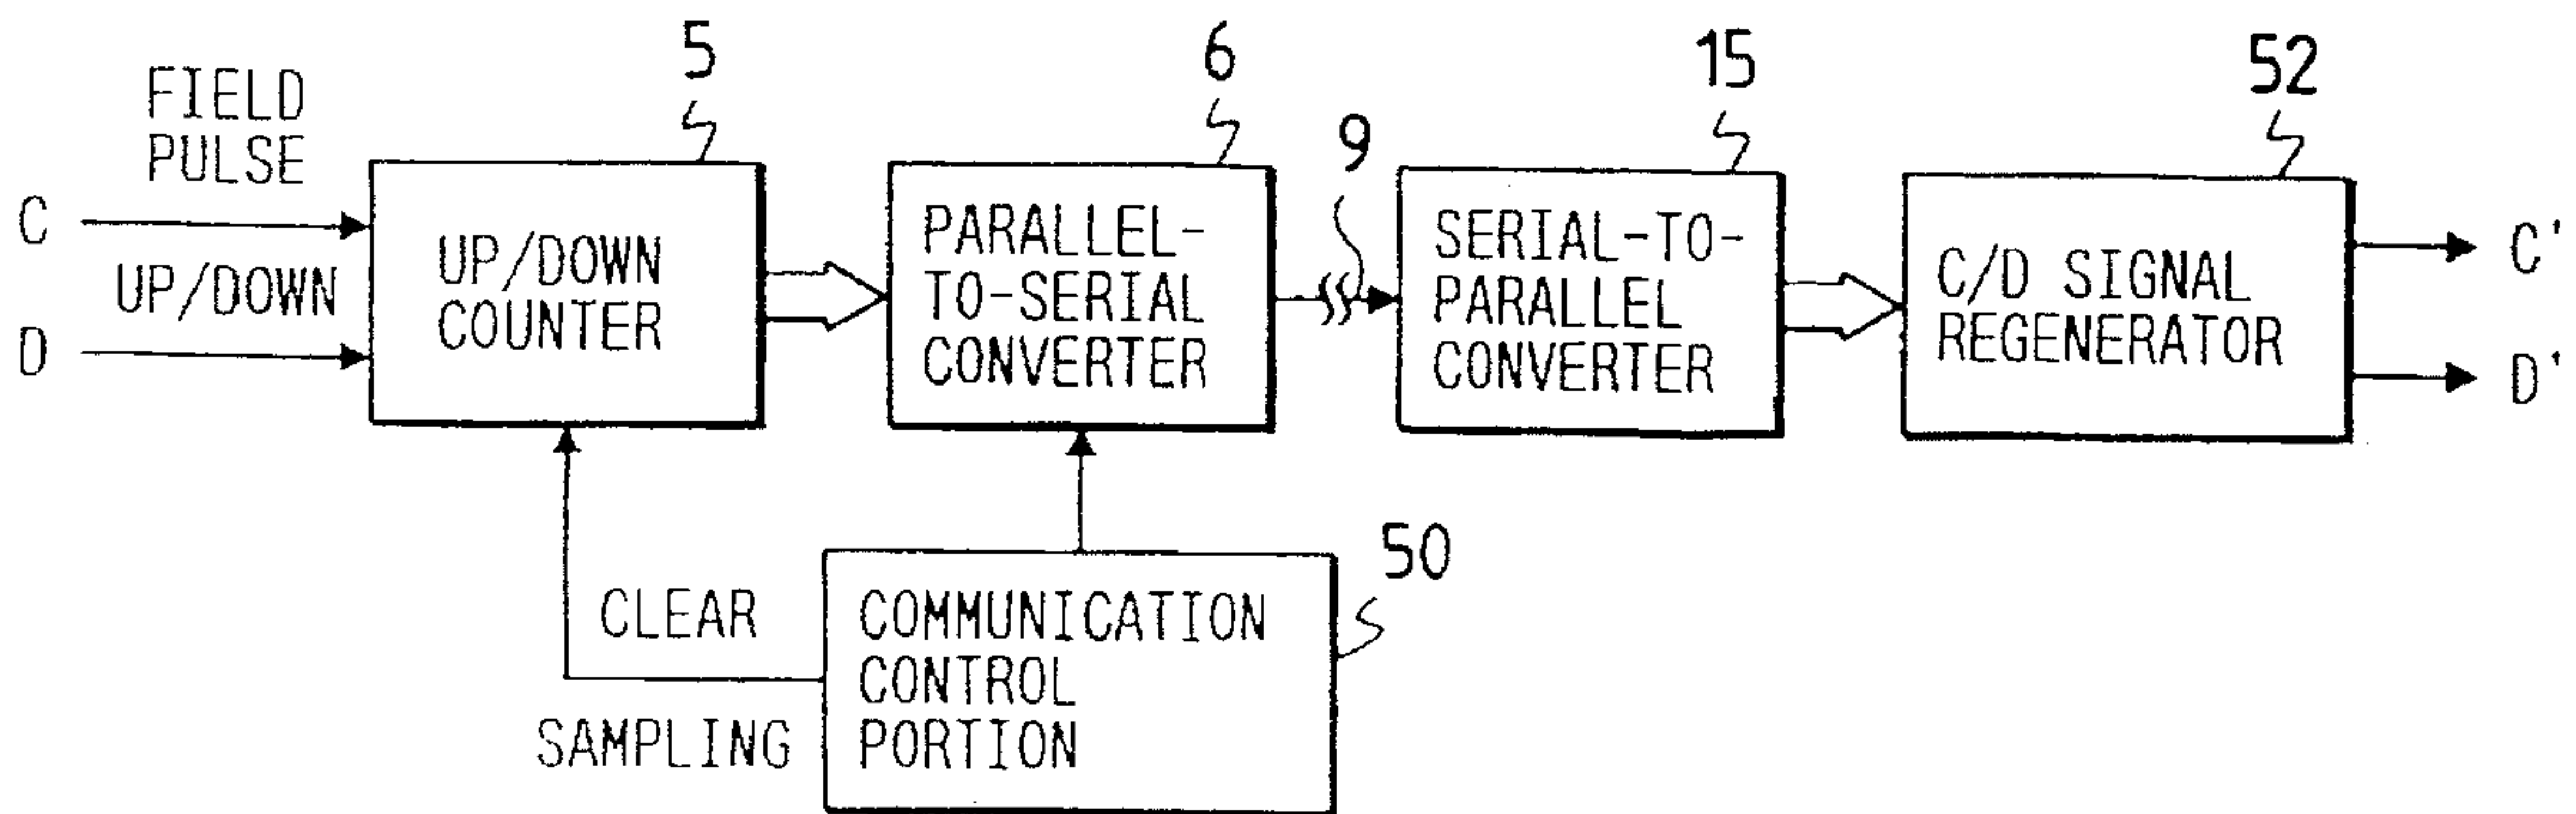 5
6
15
52
FIELD
PULSE
9
C
UP/DOWN
D
UP/DOWN
COUNTER
PARALLEL-
TO-SERIAL
CONVERTER
SERIAL-TO-
PARALLEL
CONVERTER
C/D SIGNAL
REGENERATOR
C'
D'
50
CLEAR
SAMPLING
COMMUNICATION
CONTROL
PORTION